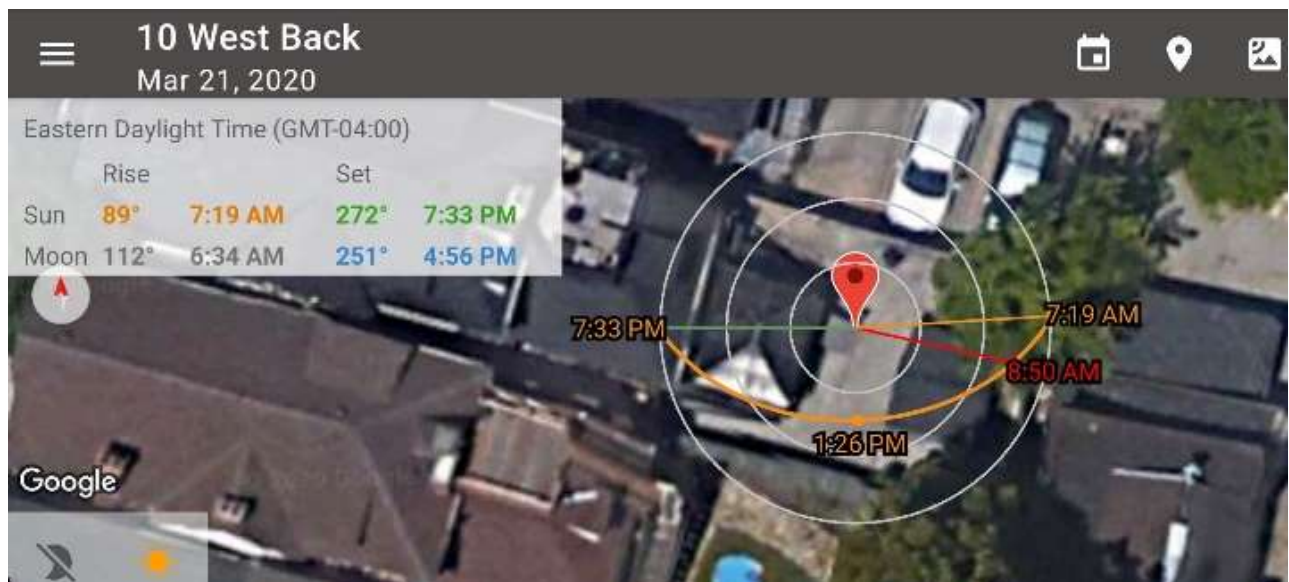 10 West Back
Mar 21, 2020
Eastern Daylight Time (GMT-04:00)
Rise Set
Sun 89° 7:19 AM 272° 7:33 PM
Moon 112° 6:34 AM 251° 4:56 PM
7:33 PM
7:19 AM
8:50 AM
1:26 PM
Google